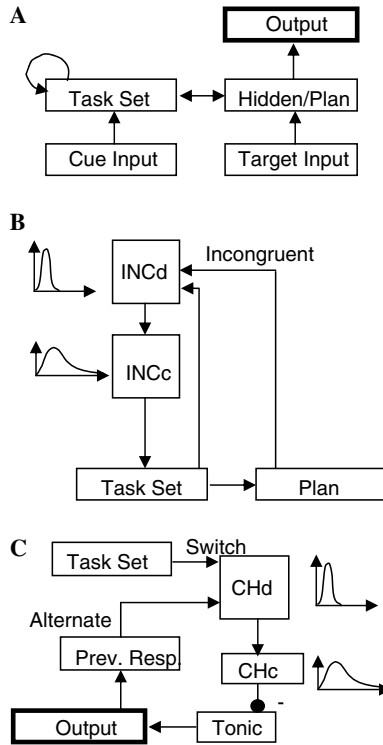 A
Output
Task Set
Hidden/Plan
Cue Input
Target Input
B
Incongruent
INCd
INCc
Task Set
Plan
C
Switch
Task Set
CHd
Alternate
Prev. Resp.
CHc
-
Output
Tonic